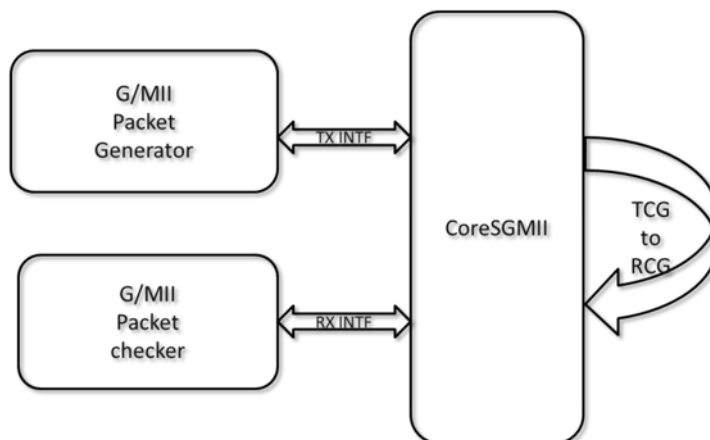 G/MII
Packet
Generator
TX INTF
CoreSGMII
TCG
to
RCG
G/MII
Packet
checker
RX INTF